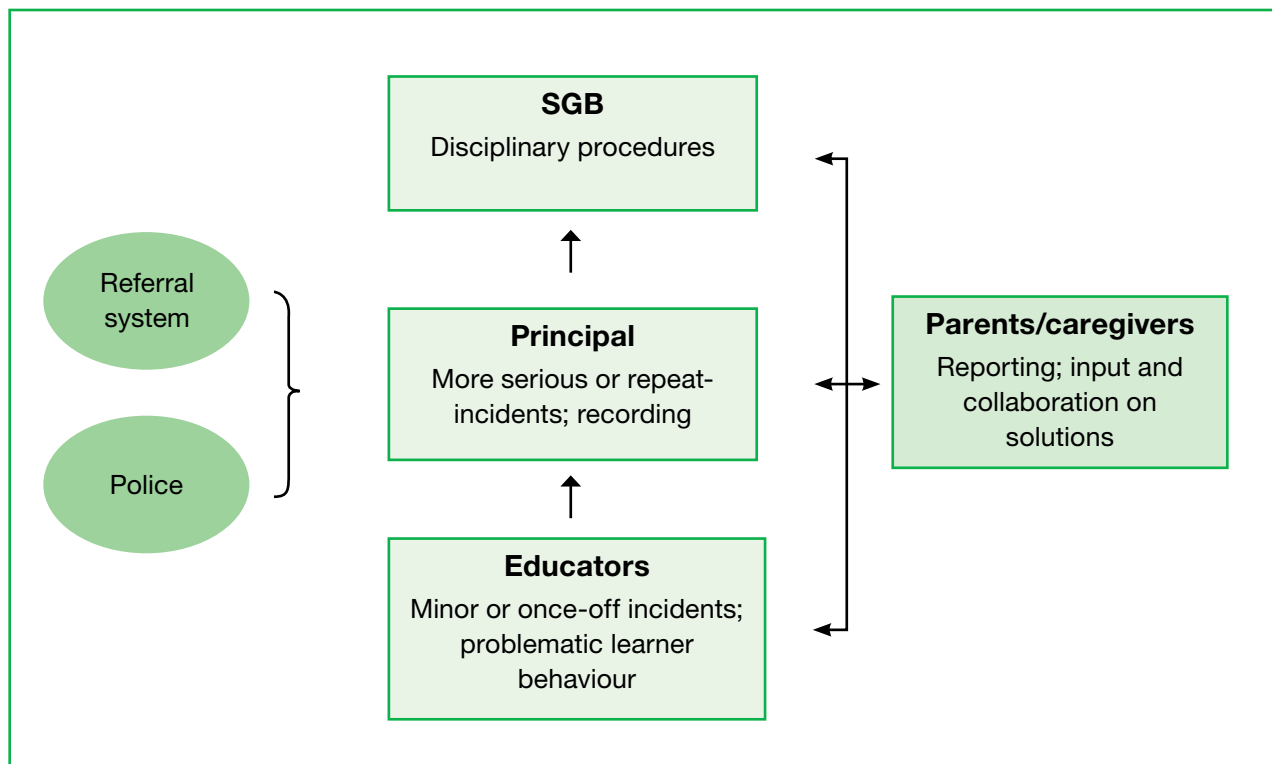 SGB
Disciplinary procedures
Referral
system
Principal
More serious or repeat-
incidents; recording
Parents/caregivers
Reporting; input and
collaboration on
solutions
Police
Educators
Minor or once-off incidents;
problematic learner
behaviour